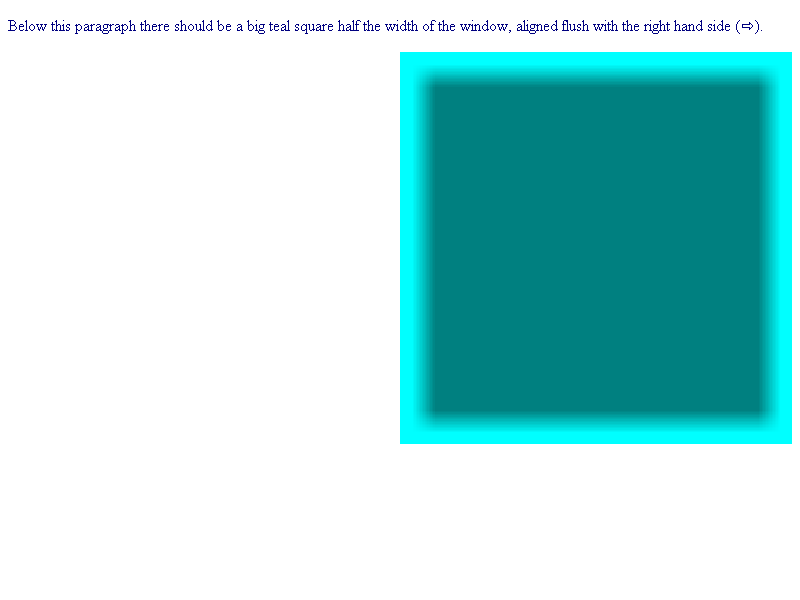 Below this paragraph there should be a big teal square half the width of the window, aligned flush with the right hand side (⇨).